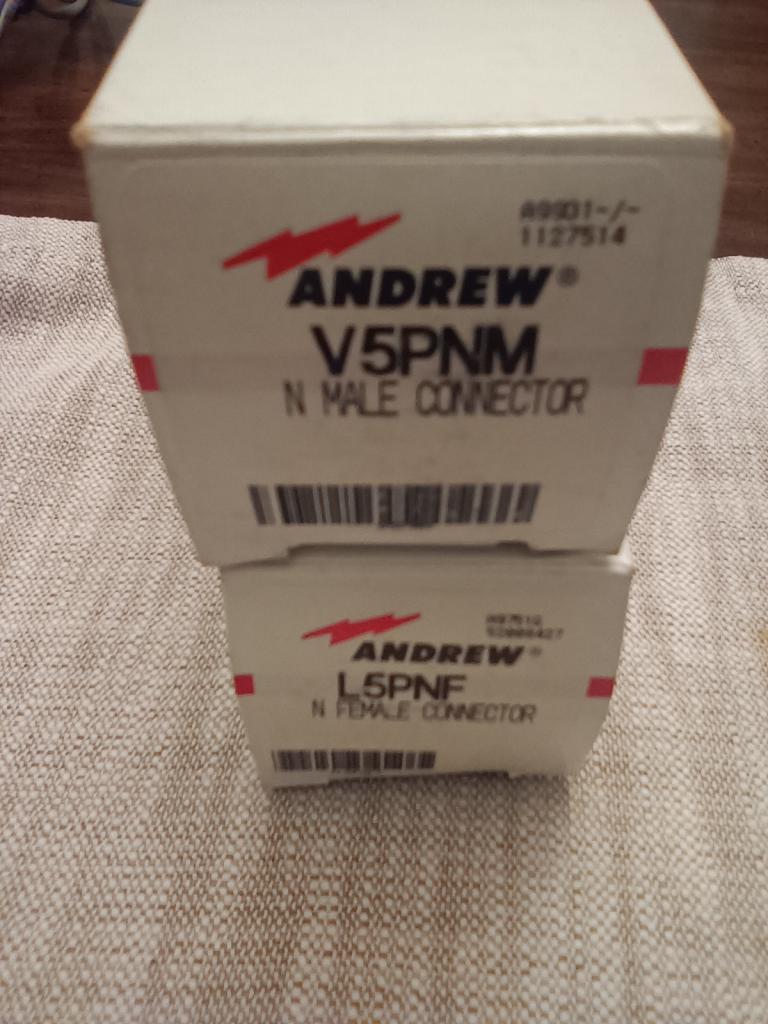 A99D1-/-
1127514
ANDREW®
V5PNM
N MALE CONNECTOR
ANDREW®
L5PNF
N FEMALE CONNECTOR